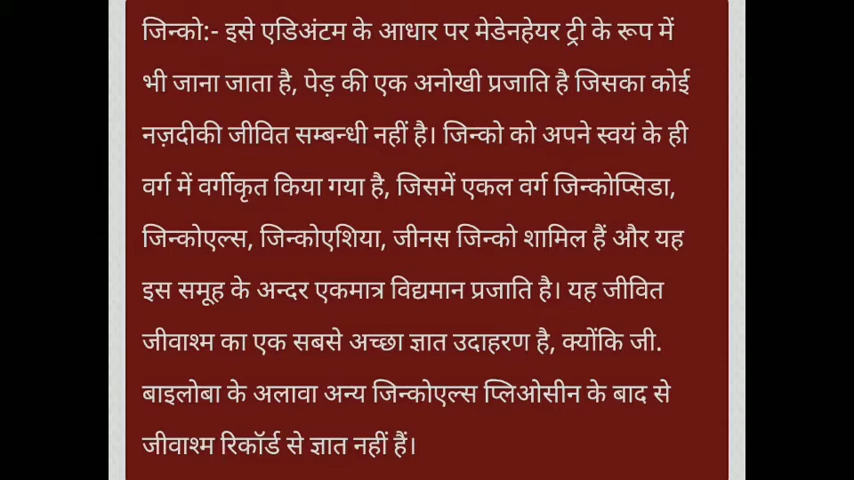 जिन्को:- इसे एडिअंटम के आधार पर मेडेनहेयर ट्री के रूप में
भी जाना जाता है, पेड़ की एक अनोखी प्रजाति है जिसका कोई
नज़दीकी जीवित सम्बन्धी नहीं है। जिन्को को अपने स्वयं के ही
वर्ग में वर्गीकृत किया गया है, जिसमें एकल वर्ग जिन्कोप्सिडा,
जिन्कोएल्स, जिन्कोएशिया, जीनस जिन्को शामिल हैं और यह
इस समूह के अन्दर एकमात्र विद्यमान प्रजाति है। यह जीवित
जीवाश्म का एक सबसे अच्छा ज्ञात उदाहरण है, क्योंकि जी.
बाइलोबा के अलावा अन्य जिन्कोएल्स प्लिओसीन के बाद से
जीवाश्म रिकॉर्ड से ज्ञात नहीं हैं।